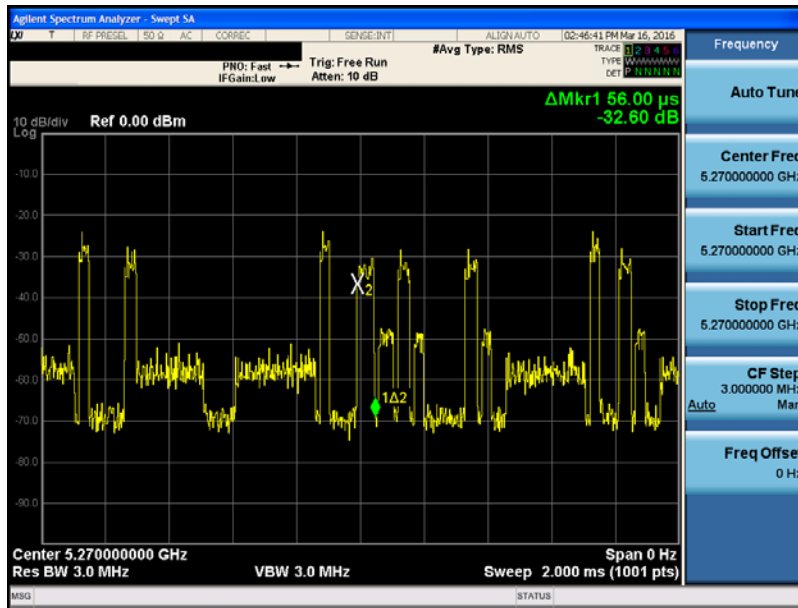 Agilent Spectrum Analyzer - Swept SA
LXI T RF PRESEL 50 Ω AC CORREC SENSE:INT ALIGNAUTO 02:46:41 PM Mar 16, 2016
#Avg Type: RMS TRACE 1 2 3 4 5 6
PNO: Fast Trig: Free Run TYPE
IFGain:Low Atten: 10 dB DET P N N N N N
ΔMkr1 56.00 µs
-32.60 dB
10 dB/div Ref 0.00 dBm
Log
-10.0
-20.0
-30.0
-40.0
-50.0
-60.0
-70.0
-80.0
-90.0
X2
1Δ2
Center 5.270000000 GHz Span 0 Hz
Res BW 3.0 MHz VBW 3.0 MHz Sweep 2.000 ms (1001 pts)
MSG STATUS
Frequency
Auto Tune
Center Freq
5.270000000 GHz
Start Freq
5.270000000 GHz
Stop Freq
5.270000000 GHz
CF Step
3.000000 MHz
Auto Man
Freq Offset
0 Hz